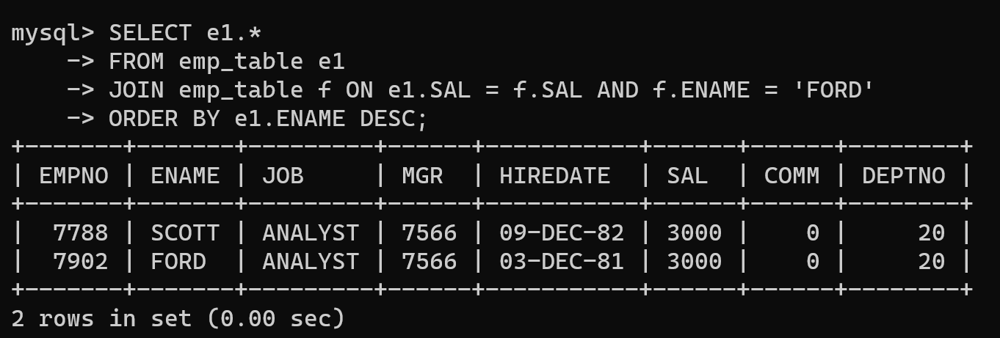 mysql> SELECT e1.*
    -> FROM emp_table e1
    -> JOIN emp_table f ON e1.SAL = f.SAL AND f.ENAME = 'FORD'
    -> ORDER BY e1.ENAME DESC;
+-------+-------+---------+------+-----------+------+------+--------+
| EMPNO | ENAME | JOB     | MGR  | HIREDATE  | SAL  | COMM | DEPTNO |
+-------+-------+---------+------+-----------+------+------+--------+
|  7788 | SCOTT | ANALYST | 7566 | 09-DEC-82 | 3000 |    0 |     20 |
|  7902 | FORD  | ANALYST | 7566 | 03-DEC-81 | 3000 |    0 |     20 |
+-------+-------+---------+------+-----------+------+------+--------+
2 rows in set (0.00 sec)